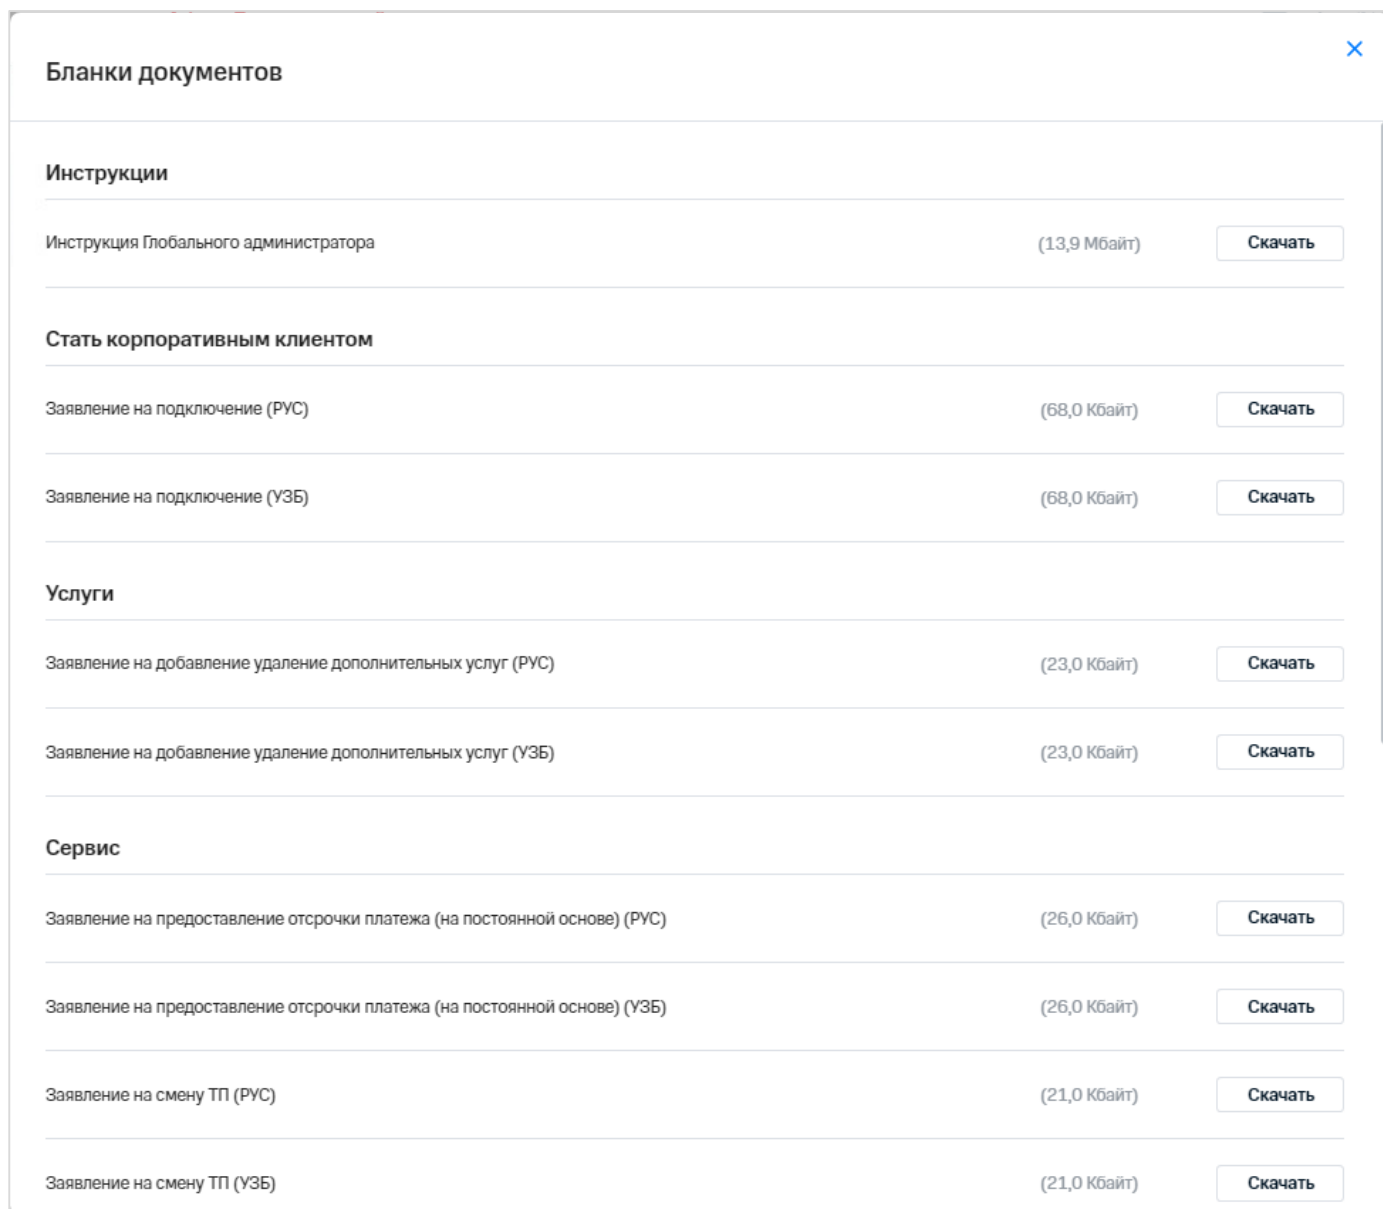 Бланки документов
Инструкции
Инструкция Глобального администратора (13,9 Мбайт) Скачать
Стать корпоративным клиентом
Заявление на подключение (РУС) (68,0 Кбайт) Скачать
Заявление на подключение (УЗБ) (68,0 Кбайт) Скачать
Услуги
Заявление на добавление удаление дополнительных услуг (РУС) (23,0 Кбайт) Скачать
Заявление на добавление удаление дополнительных услуг (УЗБ) (23,0 Кбайт) Скачать
Сервис
Заявление на предоставление отсрочки платежа (на постоянной основе) (РУС) (26,0 Кбайт) Скачать
Заявление на предоставление отсрочки платежа (на постоянной основе) (УЗБ) (26,0 Кбайт) Скачать
Заявление на смену ТП (РУС) (21,0 Кбайт) Скачать
Заявление на смену ТП (УЗБ) (21,0 Кбайт) Скачать